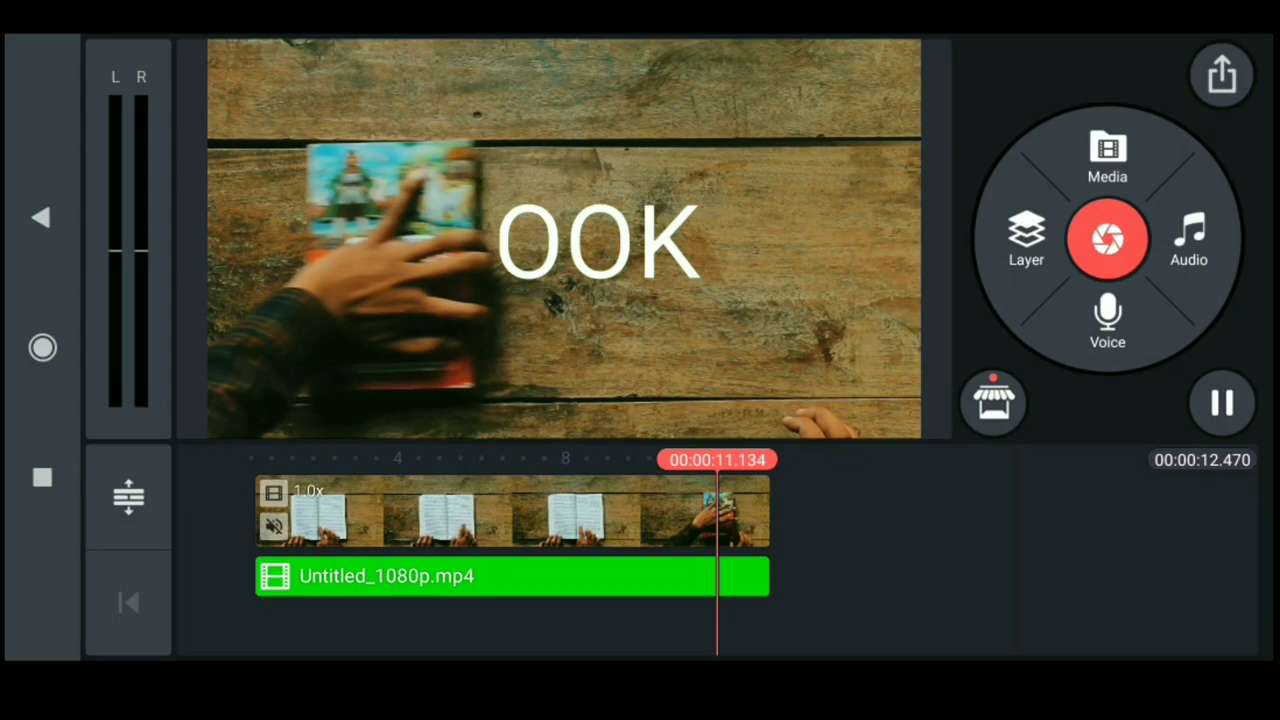 L R
OOK
Media
Layer
Audio
Voice
4
8
00:00:11.134
00:00:12.470
1.0x
Untitled_1080p.mp4